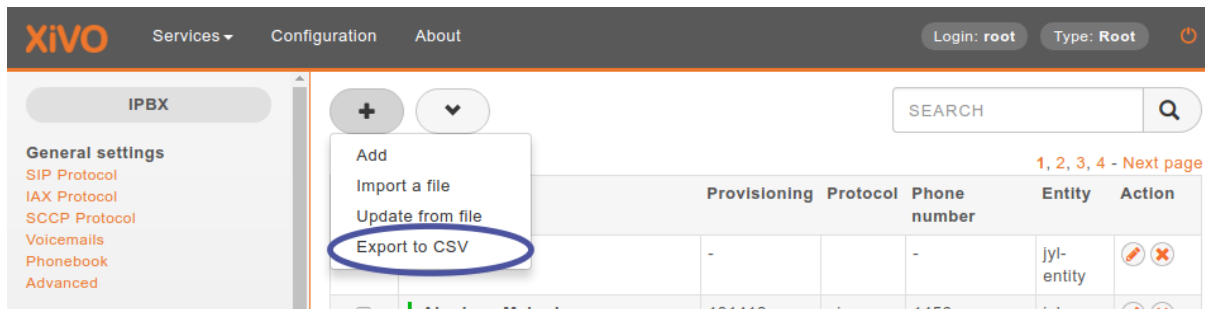 XiVO Services Configuration About Login: root Type: Root
IPBX
General settings
SIP Protocol
IAX Protocol
SCCP Protocol
Voicemails
Phonebook
Advanced
SEARCH
Add
Import a file
Update from file
Export to CSV
1, 2, 3, 4 - Next page
Provisioning Protocol Phone number Entity Action
- - jyl-entity